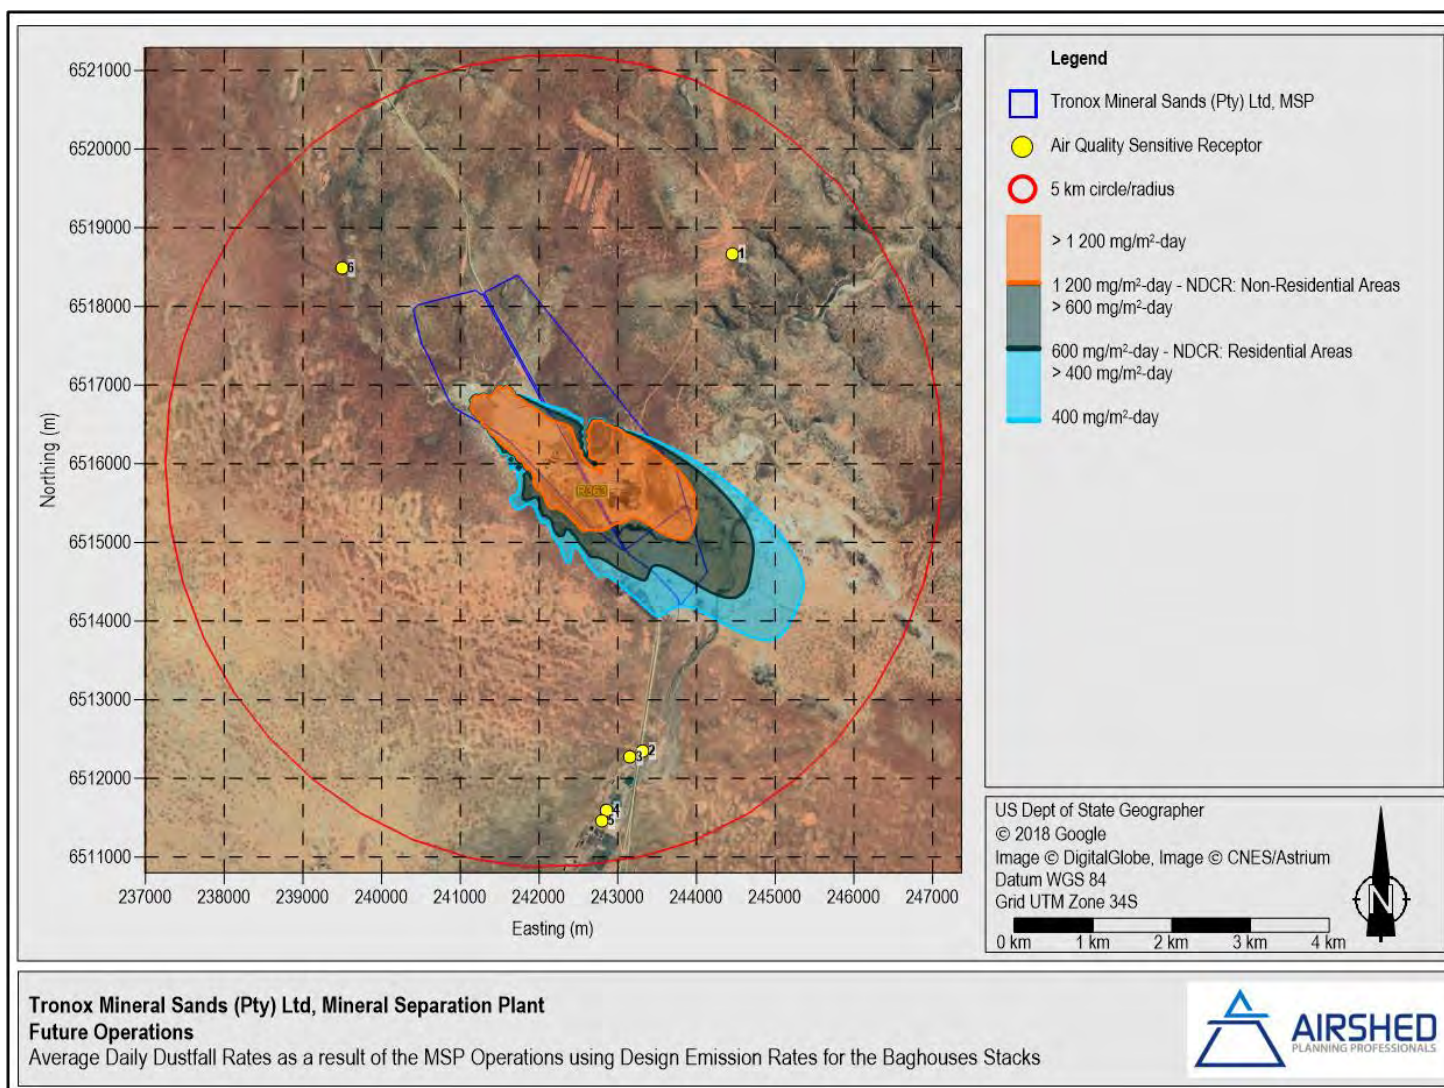 6521000
6520000
6519000
6518000
6517000
6516000
6515000
6514000
6513000
6512000
6511000
Northing (m)
1
6
R363
2
3
4
5
237000 238000 239000 240000 241000 242000 243000 244000 245000 246000 247000
Easting (m)
Legend
Tronox Mineral Sands (Pty) Ltd, MSP
Air Quality Sensitive Receptor
5 km circle/radius
> 1 200 mg/m²-day
1 200 mg/m²-day - NDCR: Non-Residential Areas
> 600 mg/m²-day
600 mg/m²-day - NDCR: Residential Areas
> 400 mg/m²-day
400 mg/m²-day
US Dept of State Geographer
© 2018 Google
Image © DigitalGlobe, Image © CNES/Astrium
Datum WGS 84
Grid UTM Zone 34S
N
0 km 1 km 2 km 3 km 4 km
Tronox Mineral Sands (Pty) Ltd, Mineral Separation Plant
Future Operations
Average Daily Dustfall Rates as a result of the MSP Operations using Design Emission Rates for the Baghouses Stacks
AIRSHED
PLANNING PROFESSIONALS